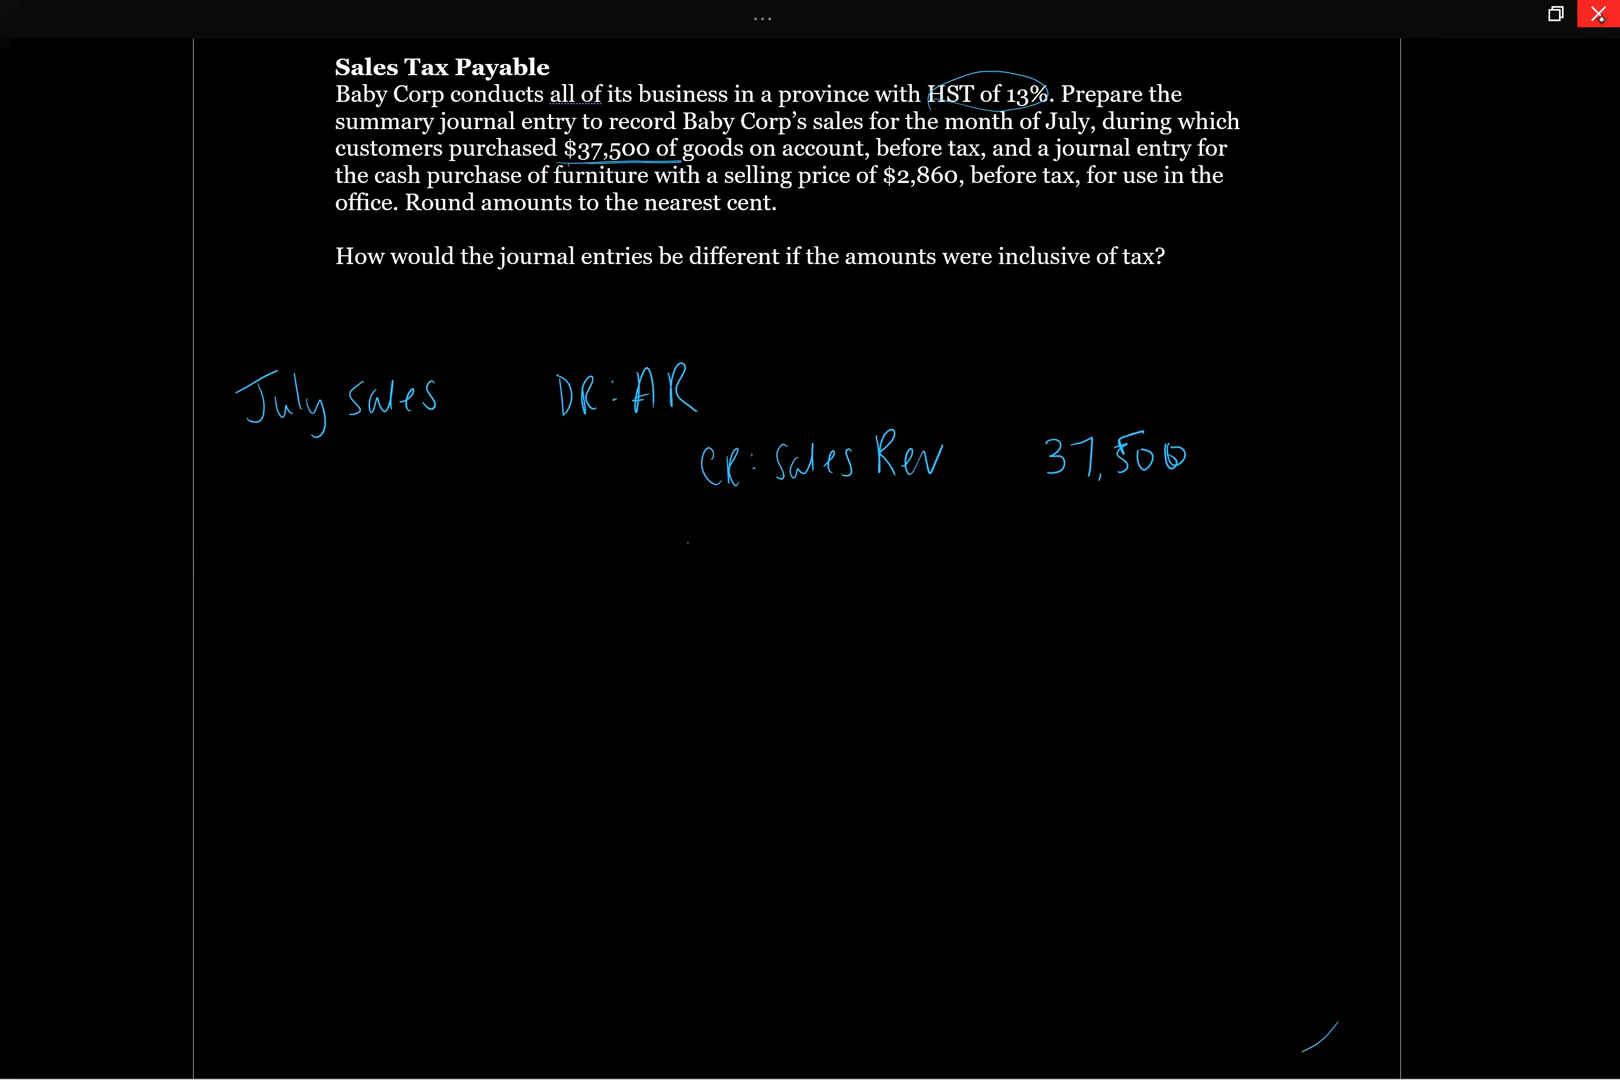 Sales Tax Payable
Baby Corp conducts all of its business in a province with HST of 13%. Prepare the
summary journal entry to record Baby Corp's sales for the month of July, during which
customers purchased $37,500 of goods on account, before tax, and a journal entry for
the cash purchase of furniture with a selling price of $2,860, before tax, for use in the
office. Round amounts to the nearest cent.
How would the journal entries be different if the amounts were inclusive of tax?
July sales DR: AR
CR: Sales Rev 37,500